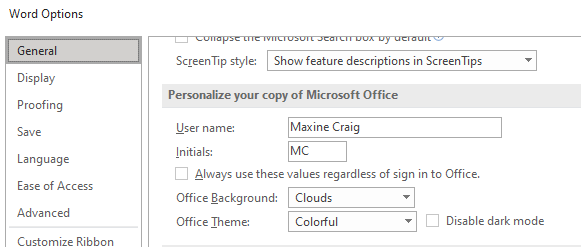 Word Options
General
Display
Proofing
Save
Language
Ease of Access
Advanced
Customize Ribbon
Collapse the Microsoft Search box by default
ScreenTip style: Show feature descriptions in ScreenTips
Personalize your copy of Microsoft Office
User name: Maxine Craig
Initials: MC
Always use these values regardless of sign in to Office.
Office Background: Clouds
Office Theme: Colorful Disable dark mode